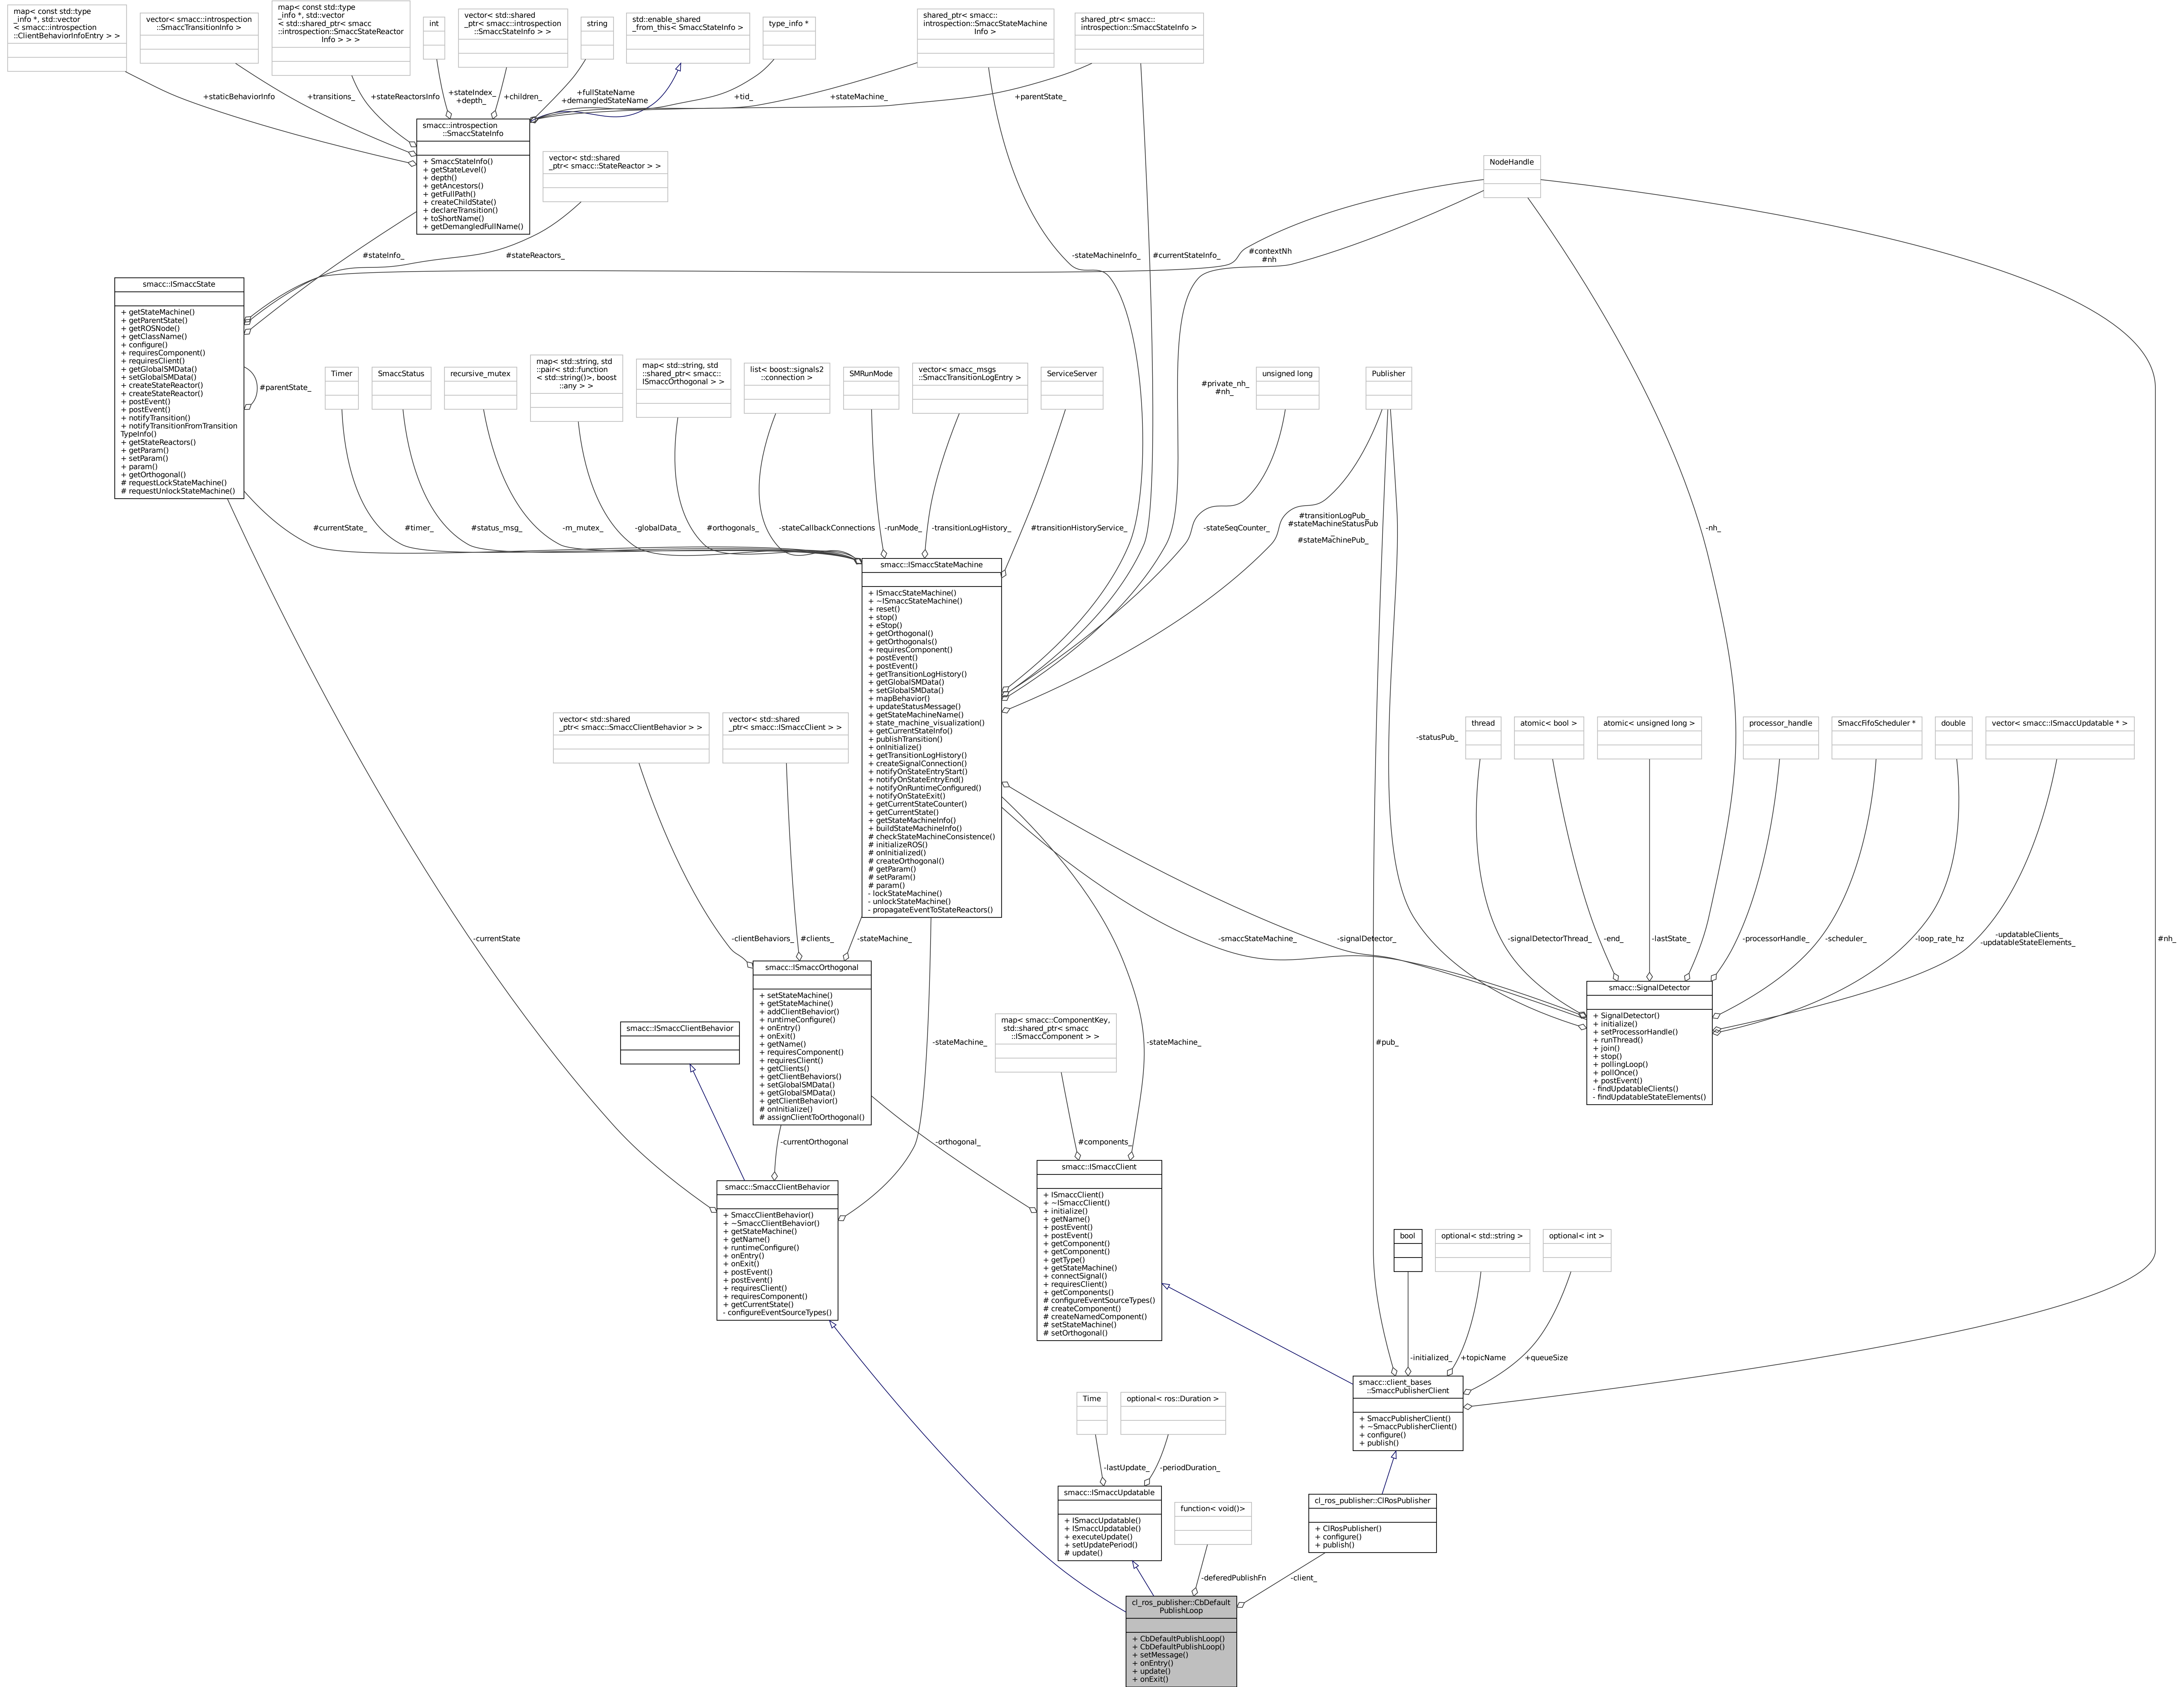 map< const std::type
_info *, std::vector
< smacc::introspection
::ClientBehaviorInfoEntry > >
vector< smacc::introspection
::SmaccTransitionInfo >
map< const std::type
_info *, std::vector
< std::shared_ptr< smacc
::introspection::SmaccStateReactor
Info > > >
int
vector< std::shared
_ptr< smacc::introspection
::SmaccStateInfo > >
string
std::enable_shared
_from_this< SmaccStateInfo >
type_info *
shared_ptr< smacc::
introspection::SmaccStateMachine
Info >
shared_ptr< smacc::
introspection::SmaccStateInfo >
+staticBehaviorInfo
+transitions_
+stateReactorsInfo
+stateIndex_
+depth_
+children_
+fullStateName
+demangledStateName
+tid_
+stateMachine_
+parentState_
smacc::introspection
::SmaccStateInfo
+ SmaccStateInfo()
+ getStateLevel()
+ depth()
+ getAncestors()
+ getFullPath()
+ createChildState()
+ declareTransition()
+ toShortName()
+ getDemangledFullName()
vector< std::shared
_ptr< smacc::StateReactor > >
NodeHandle
#stateInfo_
#stateReactors_
-stateMachineInfo_
#currentStateInfo_
#contextNh
#nh
smacc::ISmaccState
+ getStateMachine()
+ getParentState()
+ getROSNode()
+ getClassName()
+ configure()
+ requiresComponent()
+ requiresClient()
+ getGlobalSMData()
+ setGlobalSMData()
+ createStateReactor()
+ createStateReactor()
+ postEvent()
+ postEvent()
+ notifyTransition()
+ notifyTransitionFromTransition
TypeInfo()
+ getStateReactors()
+ getParam()
+ setParam()
+ param()
+ getOrthogonal()
# requestLockStateMachine()
# requestUnlockStateMachine()
#parentState_
Timer
SmaccStatus
recursive_mutex
map< std::string, std
::pair< std::function
< std::string()>, boost
::any > >
map< std::string, std
::shared_ptr< smacc::
ISmaccOrthogonal > >
list< boost::signals2
::connection >
SMRunMode
vector< smacc_msgs
::SmaccTransitionLogEntry >
ServiceServer
#private_nh_
#nh_
unsigned long
Publisher
#currentState_
#timer_
#status_msg_
-m_mutex_
-globalData_
#orthogonals_
-stateCallbackConnections
-runMode_
-transitionLogHistory_
#transitionHistoryService_
-stateSeqCounter_
#transitionLogPub_
#stateMachineStatusPub
_
#stateMachinePub_
-nh_
smacc::ISmaccStateMachine
+ ISmaccStateMachine()
+ ~ISmaccStateMachine()
+ reset()
+ stop()
+ eStop()
+ getOrthogonal()
+ getOrthogonals()
+ requiresComponent()
+ postEvent()
+ postEvent()
+ getTransitionLogHistory()
+ getGlobalSMData()
+ setGlobalSMData()
+ mapBehavior()
+ updateStatusMessage()
+ getStateMachineName()
+ state_machine_visualization()
+ getCurrentStateInfo()
+ publishTransition()
+ onInitialize()
+ getTransitionLogHistory()
+ createSignalConnection()
+ notifyOnStateEntryStart()
+ notifyOnStateEntryEnd()
+ notifyOnRuntimeConfigured()
+ notifyOnStateExit()
+ getCurrentStateCounter()
+ getCurrentState()
+ getStateMachineInfo()
+ buildStateMachineInfo()
# checkStateMachineConsistence()
# initializeROS()
# onInitialized()
# createOrthogonal()
# getParam()
# setParam()
# param()
- lockStateMachine()
- unlockStateMachine()
- propagateEventToStateReactors()
vector< std::shared
_ptr< smacc::SmaccClientBehavior > >
vector< std::shared
_ptr< smacc::ISmaccClient > >
-statusPub_
thread
atomic< bool >
atomic< unsigned long >
processor_handle
SmaccFifoScheduler *
double
vector< smacc::ISmaccUpdatable * >
-currentState
-clientBehaviors_
#clients_
-stateMachine_
-smaccStateMachine_
-signalDetector_
-signalDetectorThread_
-end_
-lastState_
-processorHandle_
-scheduler_
-loop_rate_hz
-updatableClients_
-updatableStateElements_
#nh_
smacc::ISmaccOrthogonal
+ setStateMachine()
+ getStateMachine()
+ addClientBehavior()
+ runtimeConfigure()
+ onEntry()
+ onExit()
+ getName()
+ requiresComponent()
+ requiresClient()
+ getClients()
+ getClientBehaviors()
+ setGlobalSMData()
+ getGlobalSMData()
+ getClientBehavior()
# onInitialize()
# assignClientToOrthogonal()
smacc::SignalDetector
+ SignalDetector()
+ initialize()
+ setProcessorHandle()
+ runThread()
+ join()
+ stop()
+ pollingLoop()
+ pollOnce()
+ postEvent()
- findUpdatableClients()
- findUpdatableStateElements()
smacc::ISmaccClientBehavior
map< smacc::ComponentKey,
std::shared_ptr< smacc
::ISmaccComponent > >
-stateMachine_
-stateMachine_
#pub_
-currentOrthogonal
-orthogonal_
#components_
smacc::SmaccClientBehavior
+ SmaccClientBehavior()
+ ~SmaccClientBehavior()
+ getStateMachine()
+ getName()
+ runtimeConfigure()
+ onEntry()
+ onExit()
+ postEvent()
+ postEvent()
+ requiresClient()
+ requiresComponent()
+ getCurrentState()
- configureEventSourceTypes()
smacc::ISmaccClient
+ ISmaccClient()
+ ~ISmaccClient()
+ initialize()
+ getName()
+ postEvent()
+ postEvent()
+ getComponent()
+ getComponent()
+ getType()
+ getStateMachine()
+ connectSignal()
+ requiresClient()
+ getComponents()
# configureEventSourceTypes()
# createComponent()
# createNamedComponent()
# setStateMachine()
# setOrthogonal()
bool
optional< std::string >
optional< int >
-initialized_
+topicName
+queueSize
smacc::client_bases
::SmaccPublisherClient
+ SmaccPublisherClient()
+ ~SmaccPublisherClient()
+ configure()
+ publish()
Time
optional< ros::Duration >
-lastUpdate_
-periodDuration_
smacc::ISmaccUpdatable
+ ISmaccUpdatable()
+ ISmaccUpdatable()
+ executeUpdate()
+ setUpdatePeriod()
# update()
function< void()>
cl_ros_publisher::ClRosPublisher
+ ClRosPublisher()
+ configure()
+ publish()
-deferedPublishFn
-client_
cl_ros_publisher::CbDefault
PublishLoop
+ CbDefaultPublishLoop()
+ CbDefaultPublishLoop()
+ setMessage()
+ onEntry()
+ update()
+ onExit()